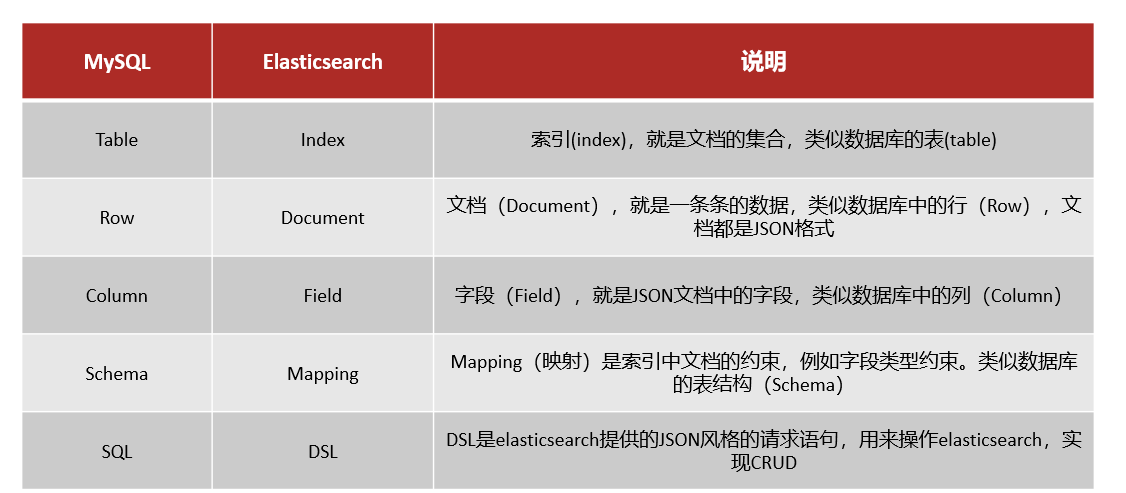 MySQL
Elasticsearch
说明
Table
Index
索引(index)，就是文档的集合，类似数据库的表(table)
Row
Document
文档（Document），就是一条条的数据，类似数据库中的行（Row），文
档都是JSON格式
Column
Field
字段（Field），就是JSON文档中的字段，类似数据库中的列（Column）
Schema
Mapping
Mapping（映射）是索引中文档的约束，例如字段类型约束。类似数据库
的表结构（Schema）
SQL
DSL
DSL是elasticsearch提供的JSON风格的请求语句，用来操作elasticsearch，实
现CRUD